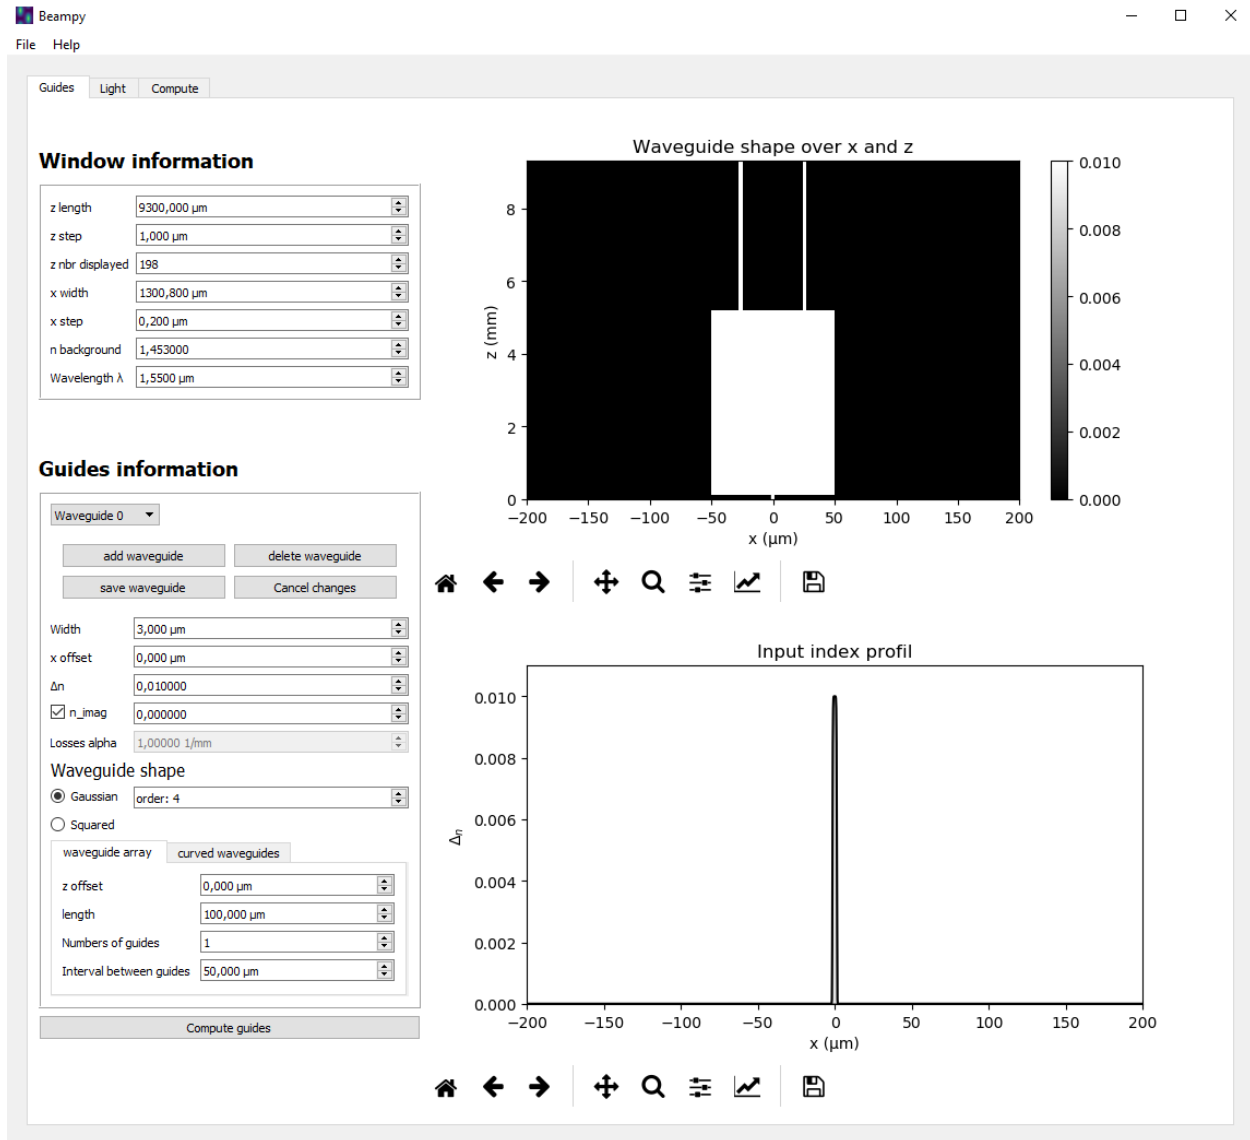 Beampy
File Help
Guides Light Compute
Window information
z length 9300,000 µm
z step 1,000 µm
z nbr displayed 198
x width 1300,800 µm
x step 0,200 µm
n background 1,453000
Wavelength λ 1,5500 µm
Guides information
Waveguide 0
add waveguide delete waveguide
save waveguide Cancel changes
Width 3,000 µm
x offset 0,000 µm
Δn 0,010000
n_imag 0,000000
Losses alpha 1,00000 1/mm
Waveguide shape
Gaussian order: 4
Squared
waveguide array curved waveguides
z offset 0,000 µm
length 100,000 µm
Numbers of guides 1
Interval between guides 50,000 µm
Compute guides
Waveguide shape over x and z
z (mm)
8
6
4
2
0
−200 −150 −100 −50 0 50 100 150 200
x (µm)
0.010
0.008
0.006
0.004
0.002
0.000
Input index profil
Δn
0.010
0.008
0.006
0.004
0.002
0.000
−200 −150 −100 −50 0 50 100 150 200
x (µm)